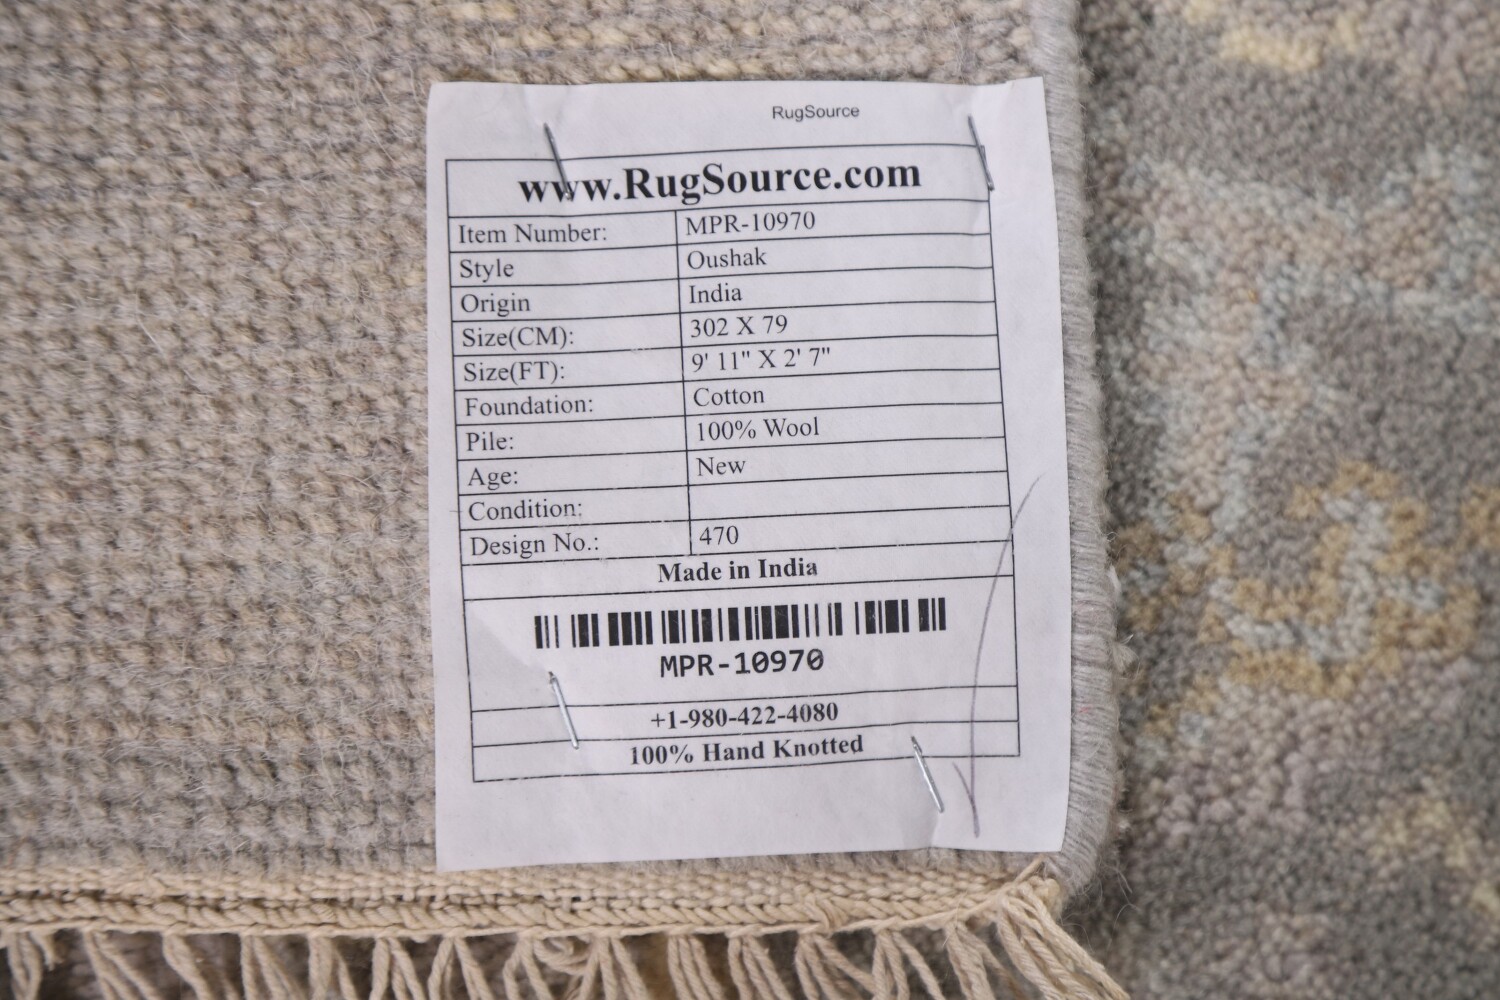 RugSource
www.RugSource.com
Item Number: MPR-10970
Style Oushak
Origin India
Size(CM): 302 X 79
Size(FT): 9' 11" X 2' 7"
Foundation: Cotton
Pile: 100% Wool
Age: New
Condition:
Design No.: 470
Made in India
MPR-10970
+1-980-422-4080
100% Hand Knotted